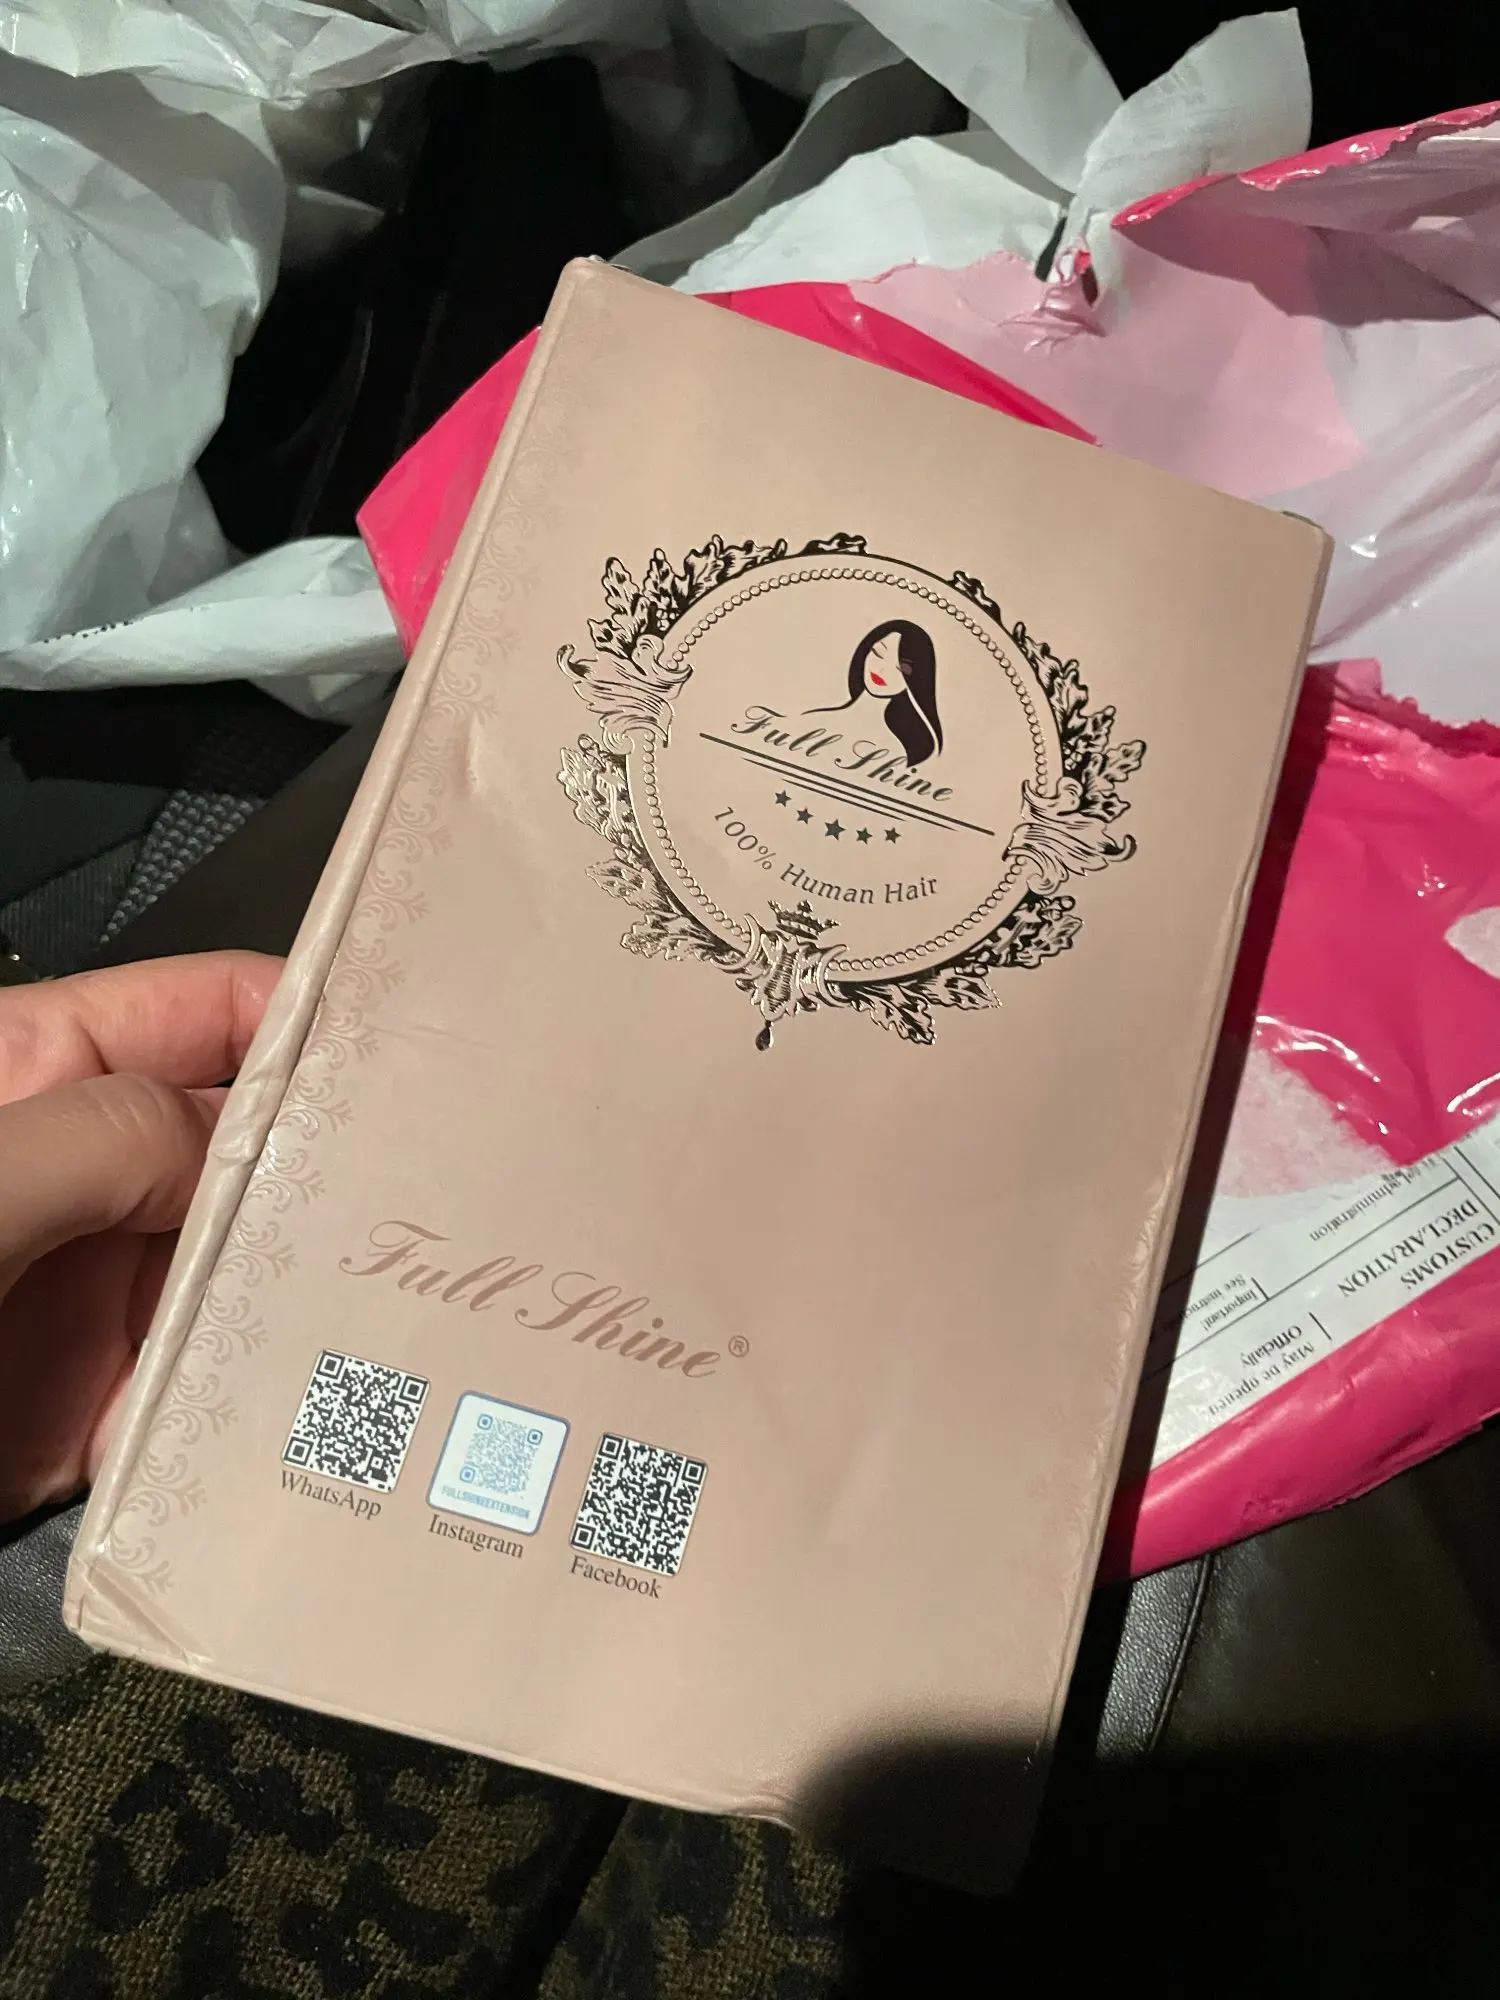 Full Shine
100% Human Hair
Full Shine®
WhatsApp
FULLSHINEEXTENSION
Instagram
Facebook
CUSTOMS
DECLARATION
May be opened
Officially
Important!
See instructions
administration